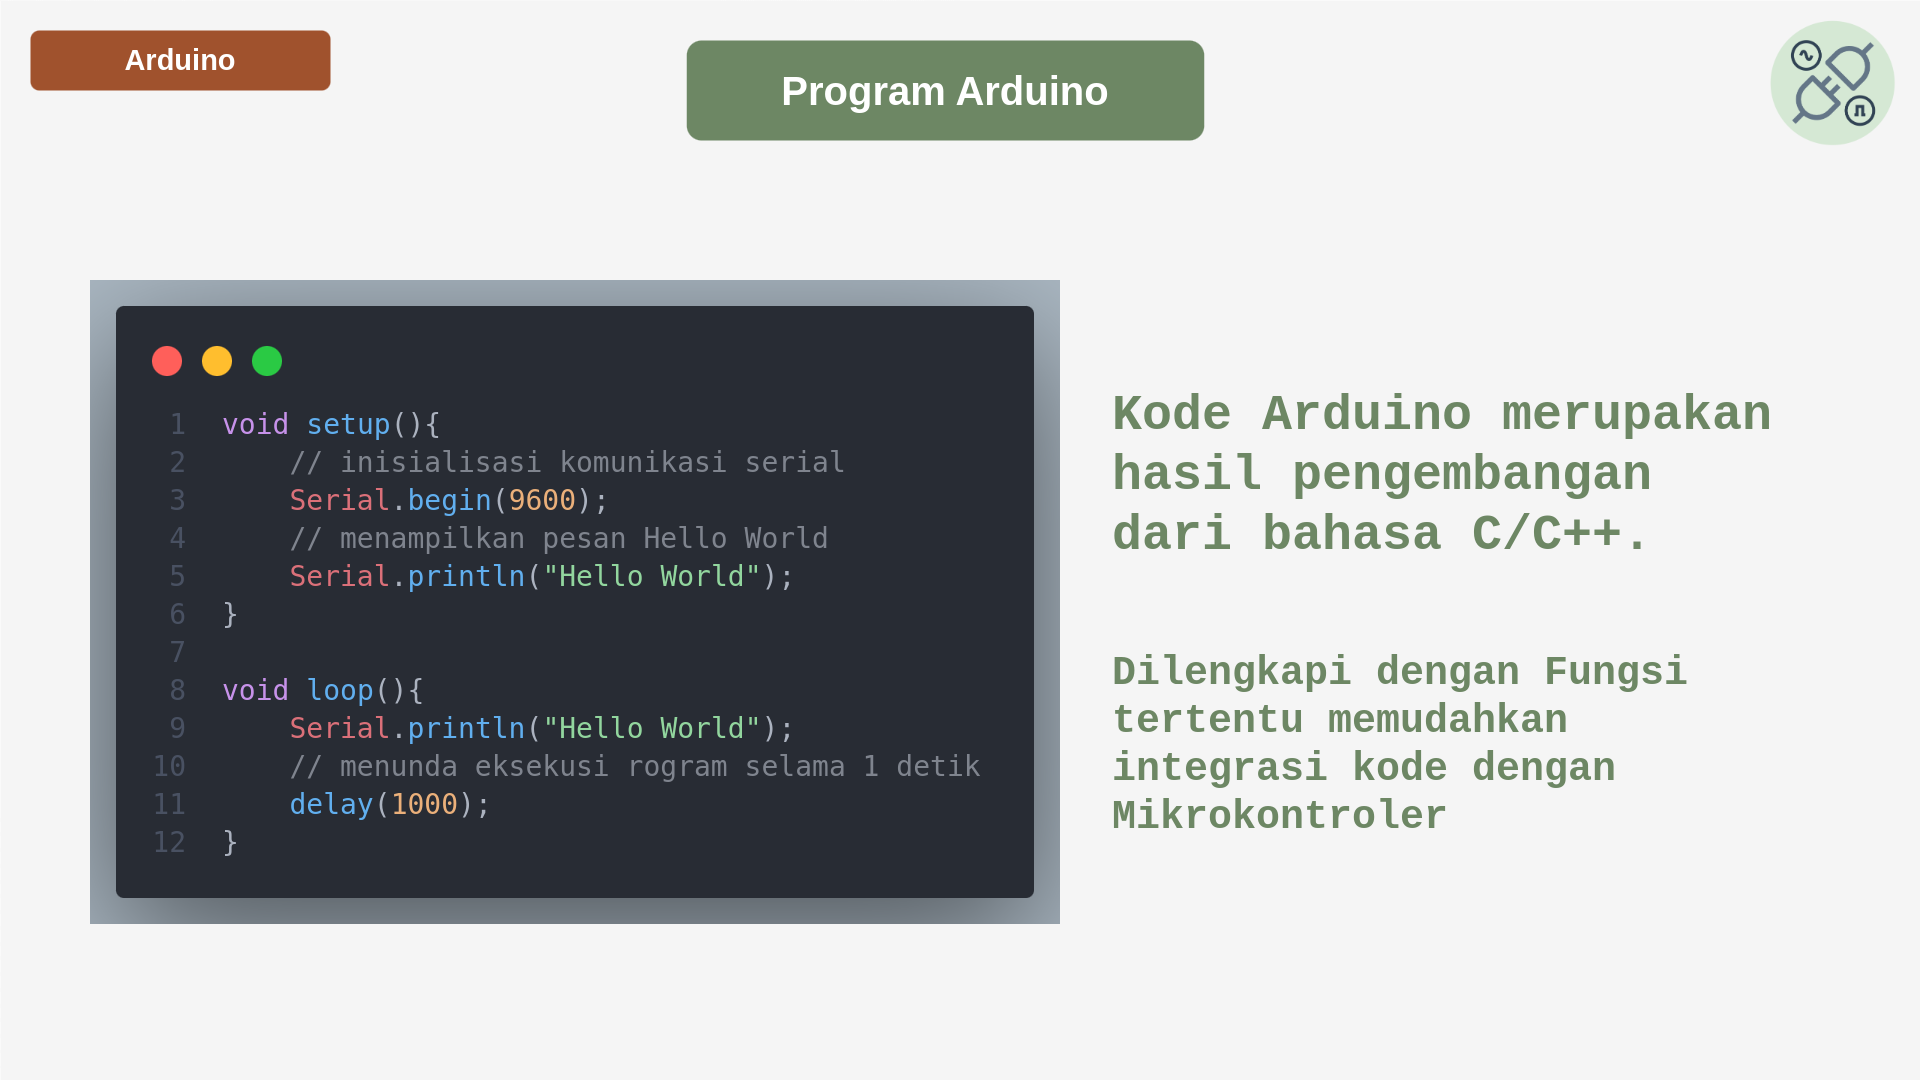 Arduino
Program Arduino
1 void setup(){
2     // inisialisasi komunikasi serial
3     Serial.begin(9600);
4     // menampilkan pesan Hello World
5     Serial.println("Hello World");
6 }
7
8 void loop(){
9     Serial.println("Hello World");
10     // menunda eksekusi rogram selama 1 detik
11     delay(1000);
12 }
Kode Arduino merupakan
hasil pengembangan
dari bahasa C/C++.
Dilengkapi dengan Fungsi
tertentu memudahkan
integrasi kode dengan
Mikrokontroler